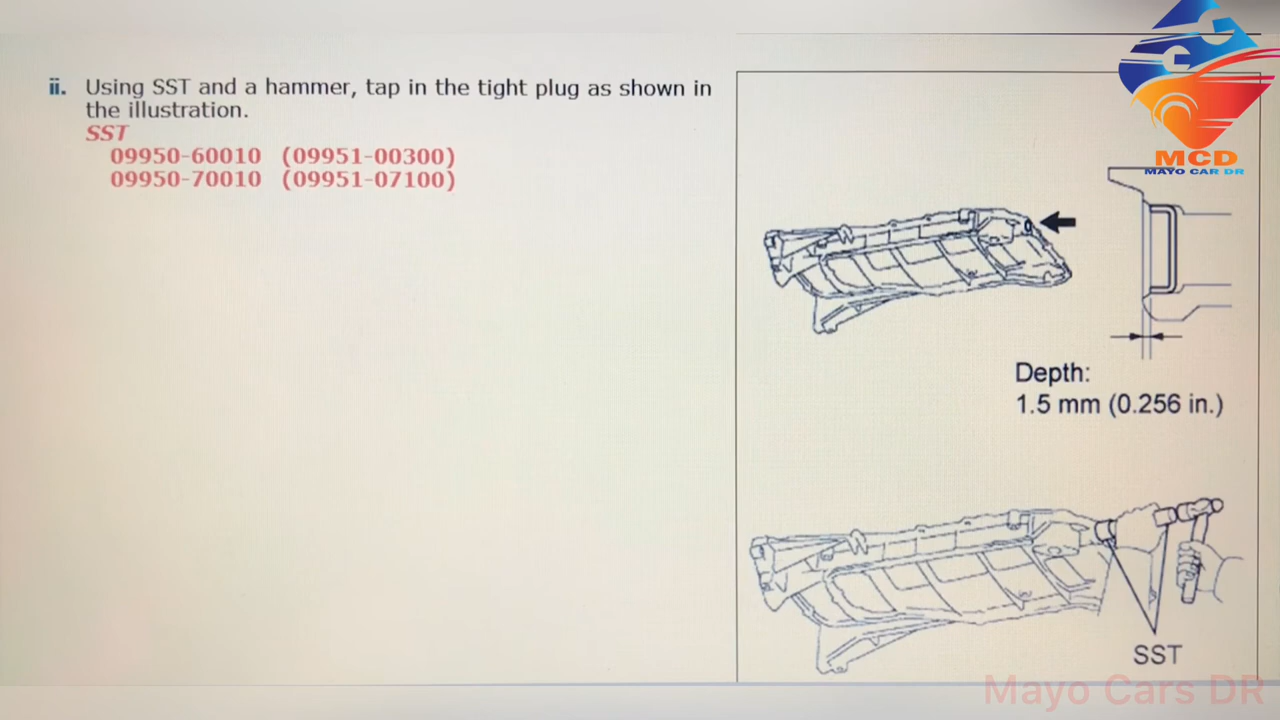 ii. Using SST and a hammer, tap in the tight plug as shown in
the illustration.
SST
09950-60010 (09951-00300)
09950-70010 (09951-07100)
MCD
MAYO CAR DR
Depth:
1.5 mm (0.256 in.)
SST
Mayo Cars DR